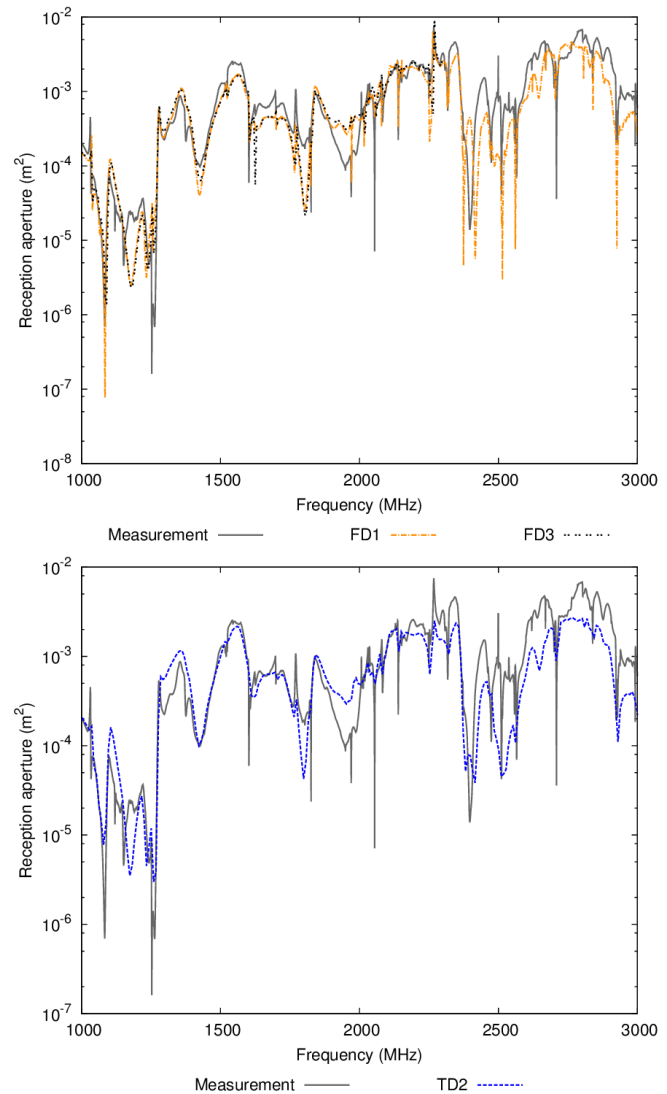 10⁻²
10⁻³
10⁻⁴
10⁻⁵
10⁻⁶
10⁻⁷
10⁻⁸
Reception aperture (m²)
1000 1500 2000 2500 3000
Frequency (MHz)
Measurement FD1 FD3
10⁻²
10⁻³
10⁻⁴
10⁻⁵
10⁻⁶
10⁻⁷
Reception aperture (m²)
1000 1500 2000 2500 3000
Frequency (MHz)
Measurement TD2